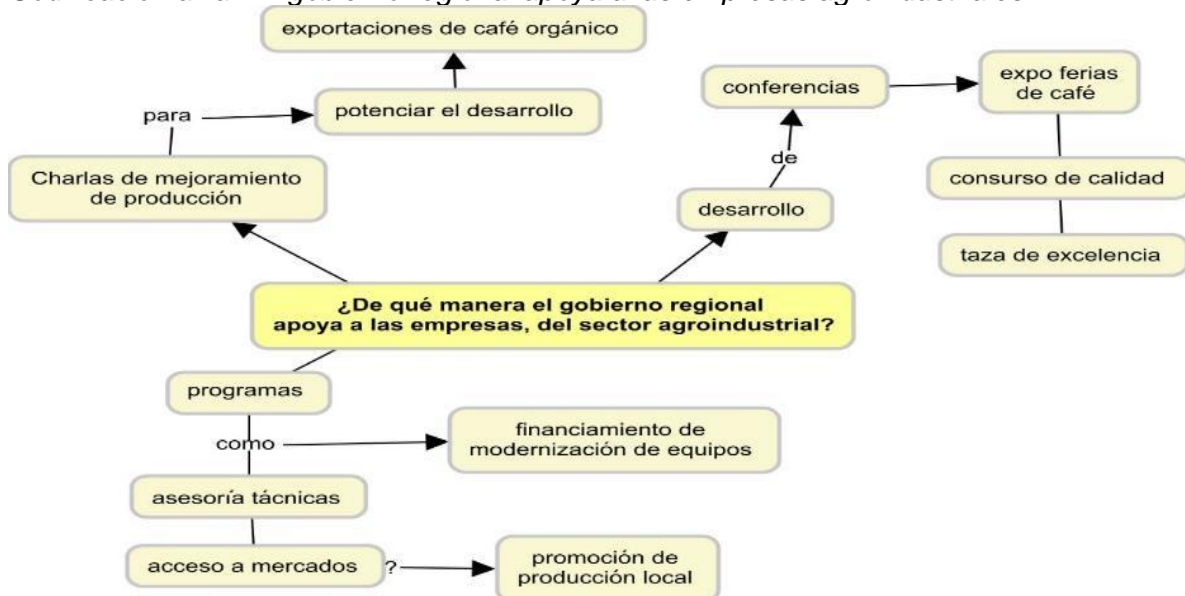 exportaciones de café orgánico
potenciar el desarrollo
para
Charlas de mejoramiento
de producción
conferencias
expo ferias
de café
de
desarrollo
consurso de calidad
taza de excelencia
¿De qué manera el gobierno regional
apoya a las empresas, del sector agroindustrial?
programas
como
financiamiento de
modernización de equipos
asesoría tácnicas
acceso a mercados
?
promoción de
producción local